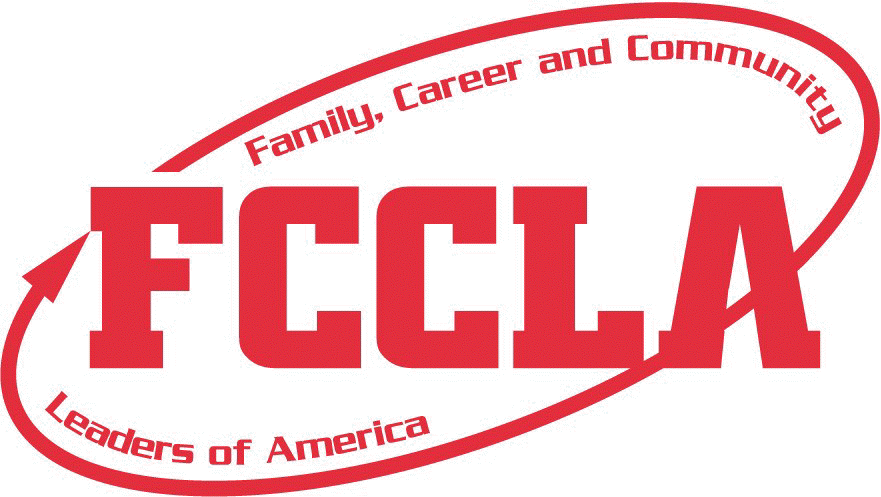 Family, Career and Community
FCCLA
Leaders of America